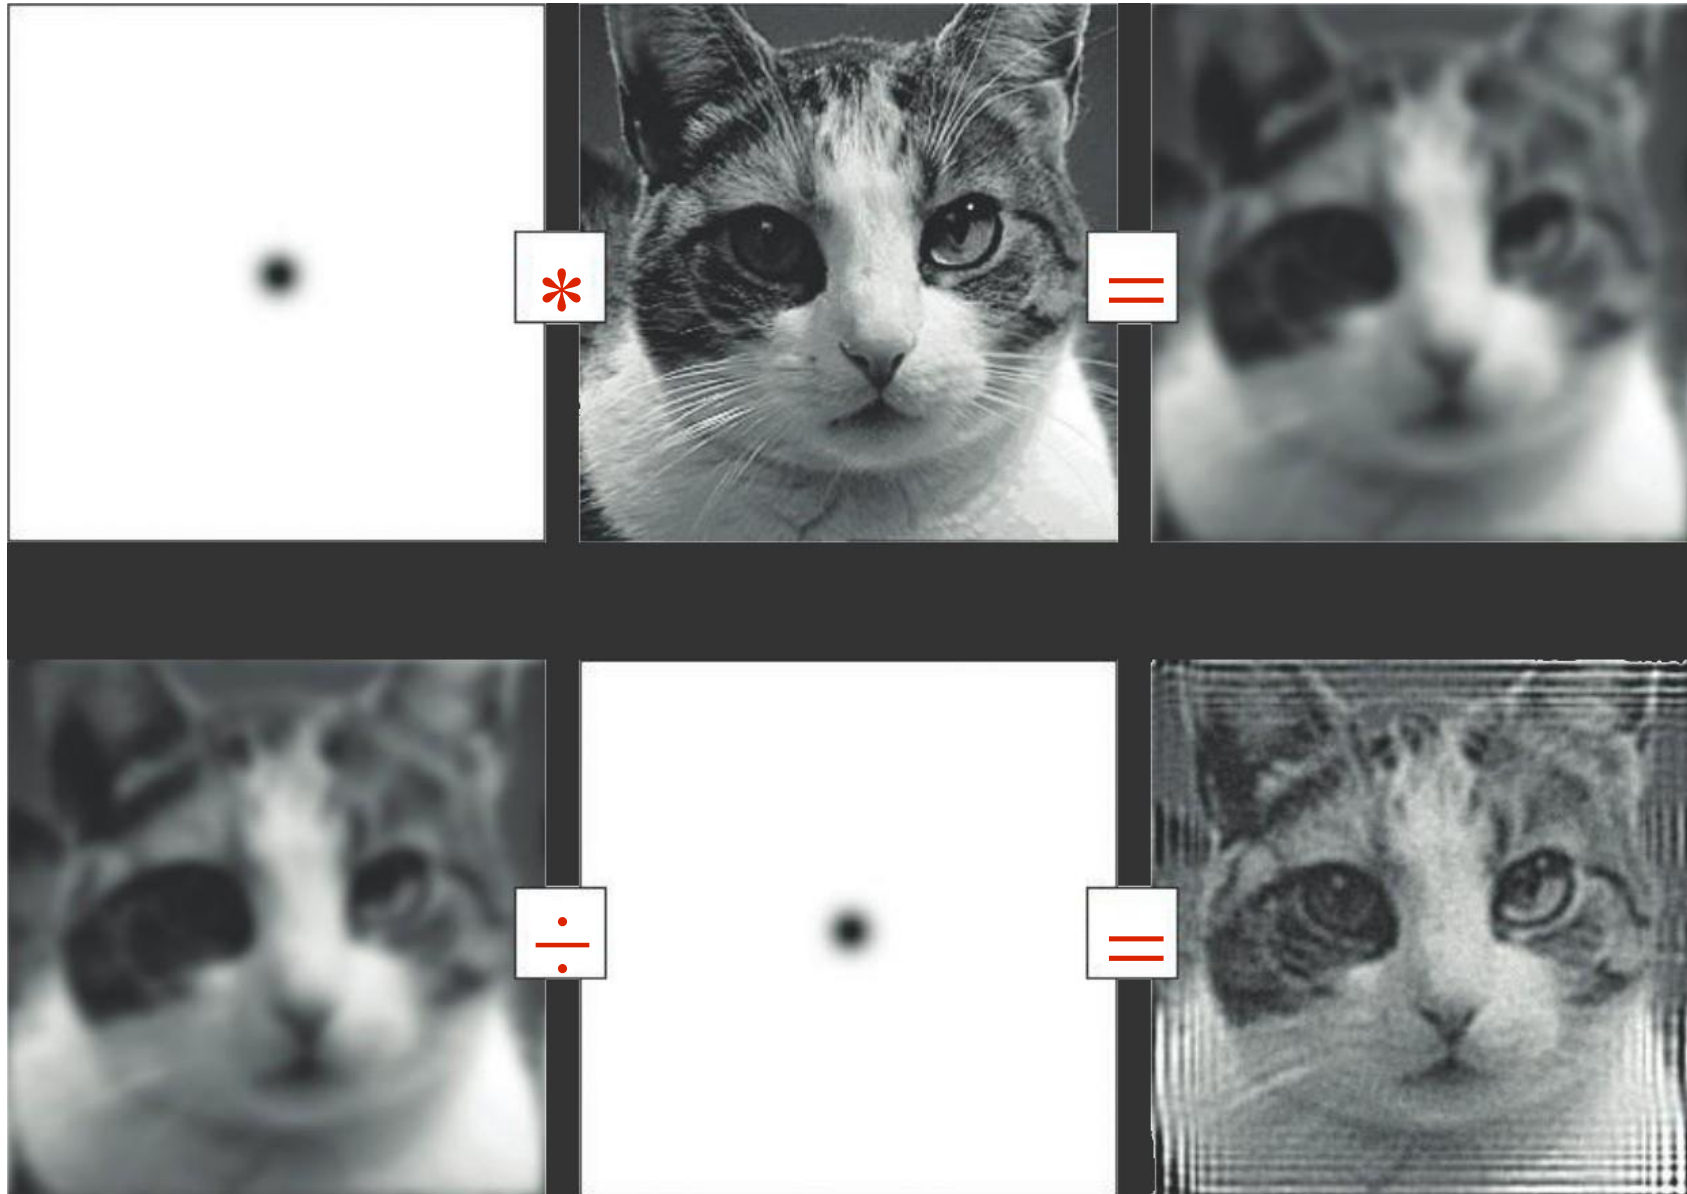 * =
÷ =